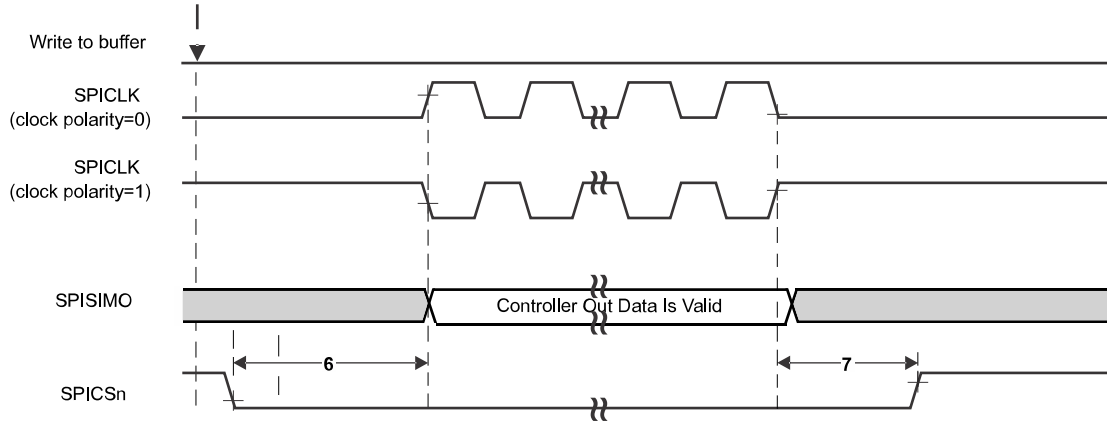 Write to buffer
SPICLK
(clock polarity=0)
SPICLK
(clock polarity=1)
SPISIMO
Controller Out Data Is Valid
6
7
SPICSn